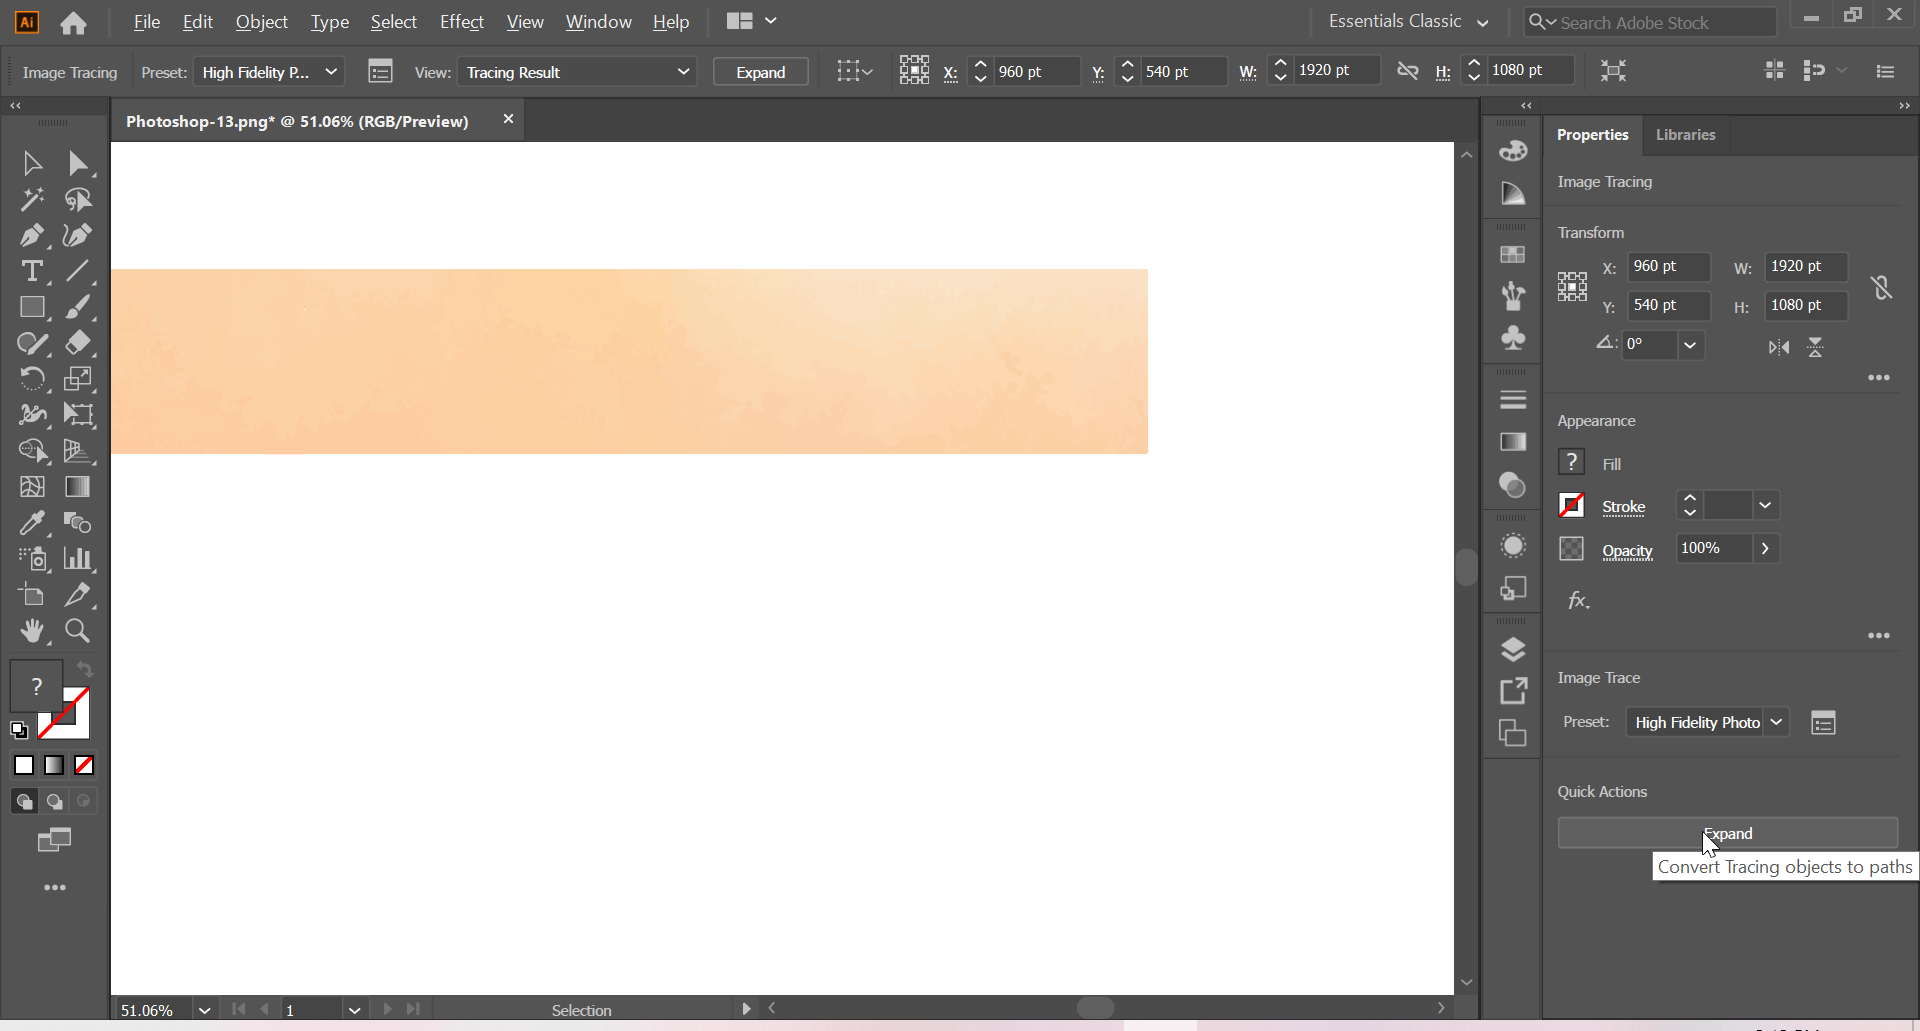 Ai File Edit Object Type Select Effect View Window Help Essentials Classic Search Adobe Stock
Image Tracing Preset: High Fidelity P... View: Tracing Result Expand X: 960 pt Y: 540 pt W: 1920 pt H: 1080 pt
Photoshop-13.png* @ 51.06% (RGB/Preview)
Properties Libraries
Image Tracing
Transform
X: 960 pt W: 1920 pt
Y: 540 pt H: 1080 pt
0°
Appearance
? Fill
Stroke
Opacity 100%
fx
Image Trace
?
Preset: High Fidelity Photo
Quick Actions
Expand
Convert Tracing objects to paths
51.06% 1 Selection